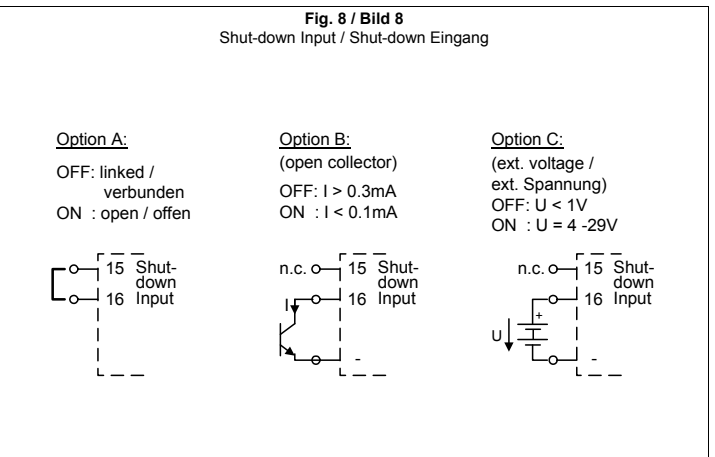 Fig. 8 / Bild 8
Shut-down Input / Shut-down Eingang
Option A:
OFF: linked /
verbunden
ON : open / offen
15 Shut-
down
16 Input
Option B:
(open collector)
OFF: I > 0.3mA
ON : I < 0.1mA
n.c. 15 Shut-
down
16 Input
I
-
Option C:
(ext. voltage /
ext. Spannung)
OFF: U < 1V
ON : U = 4 -29V
n.c. 15 Shut-
down
16 Input
+
U
-